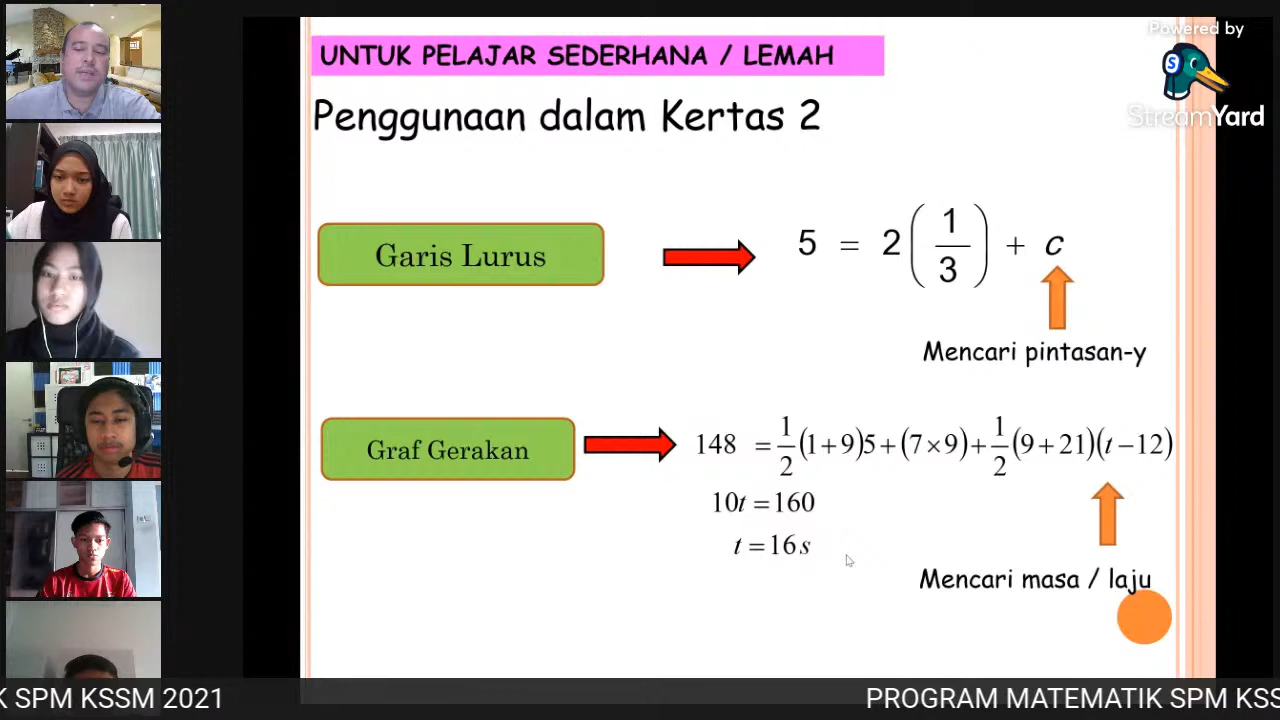 Powered by
StreamYard
UNTUK PELAJAR SEDERHANA / LEMAH
Penggunaan dalam Kertas 2
Garis Lurus
5 = 2(1/3) + c
Mencari pintasan-y
Graf Gerakan
148 = 1/2(1+9)5+(7×9)+1/2(9+21)(t−12)
10t = 160
t = 16 s
Mencari masa / laju
K SPM KSSM 2021 PROGRAM MATEMATIK SPM KSS